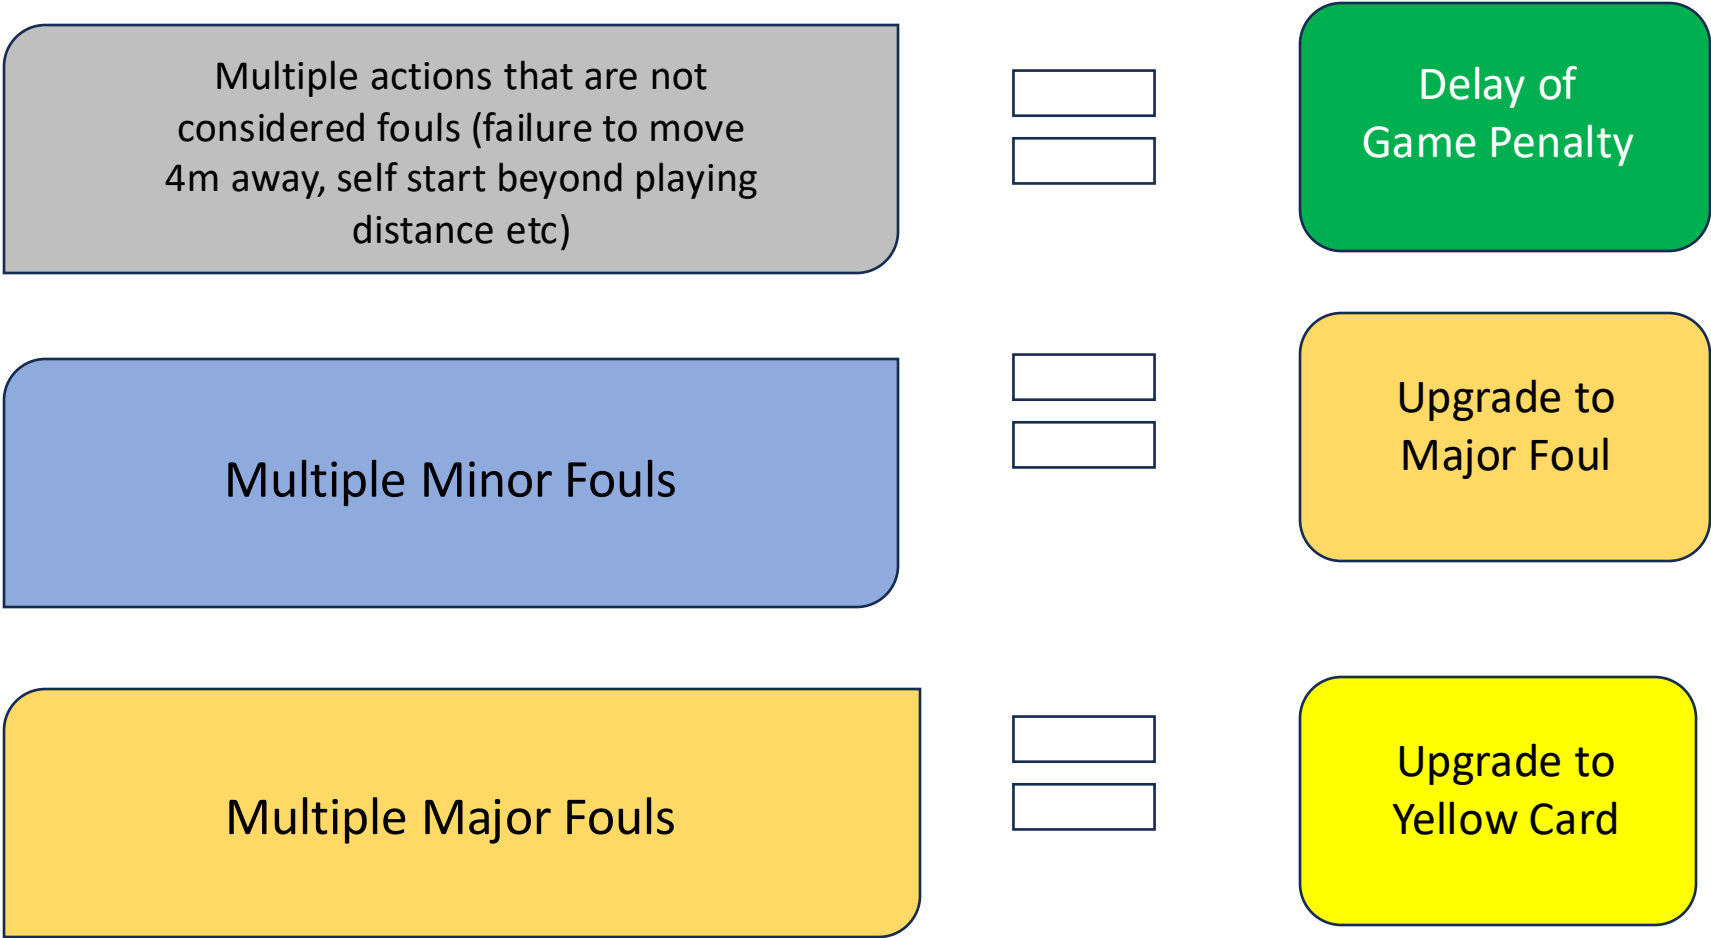 Multiple actions that are not
considered fouls (failure to move
4m away, self start beyond playing
distance etc)
Delay of
Game Penalty
Multiple Minor Fouls
Upgrade to
Major Foul
Multiple Major Fouls
Upgrade to
Yellow Card